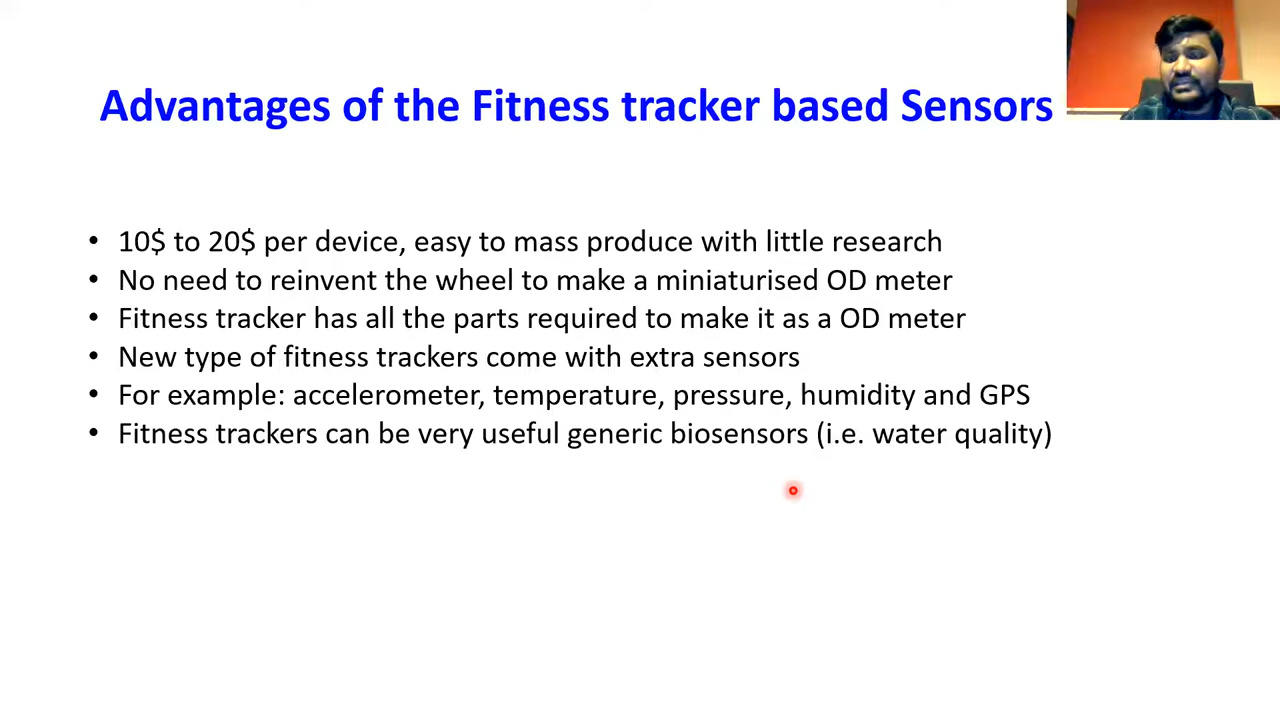 Advantages of the Fitness tracker based Sensors
• 10$ to 20$ per device, easy to mass produce with little research
• No need to reinvent the wheel to make a miniaturised OD meter
• Fitness tracker has all the parts required to make it as a OD meter
• New type of fitness trackers come with extra sensors
• For example: accelerometer, temperature, pressure, humidity and GPS
• Fitness trackers can be very useful generic biosensors (i.e. water quality)